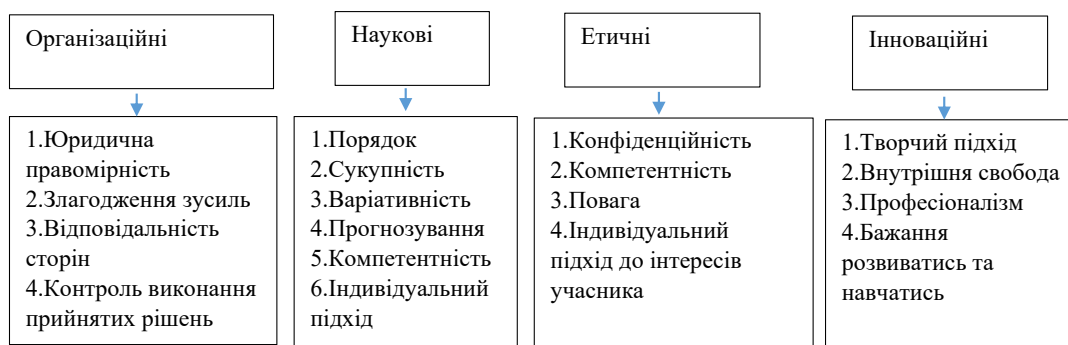 Організаційні
Наукові
Етичні
Інноваційні
1.Юридична
правомірність
2.Злагодження зусиль
3.Відповідальність
сторін
4.Контроль виконання
прийнятих рішень
1.Порядок
2.Сукупність
3.Варіативність
4.Прогнозування
5.Компетентність
6.Індивідуальний
підхід
1.Конфіденційність
2.Компетентність
3.Повага
4.Індивідуальний
підхід до інтересів
учасника
1.Творчий підхід
2.Внутрішня свобода
3.Професіоналізм
4.Бажання
розвиватись та
навчатись